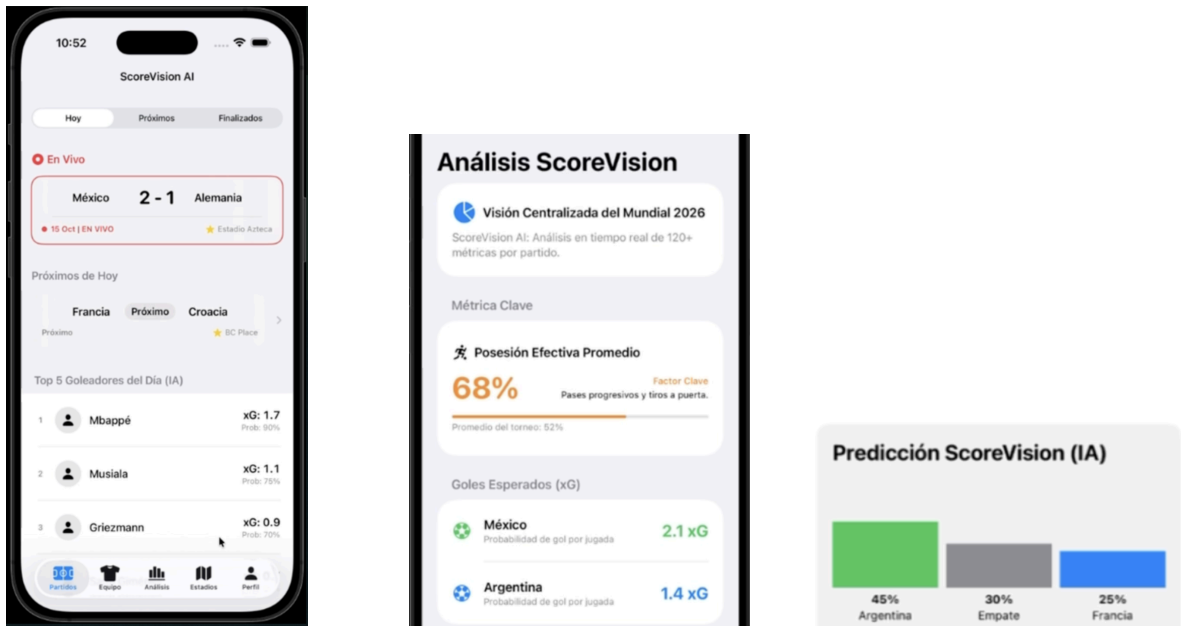 10:52
ScoreVision AI
Hoy Próximos Finalizados
En Vivo
México 2 - 1 Alemania
15 Oct | EN VIVO Estadio Azteca
Próximos de Hoy
Francia Próximo Croacia
Próximo BC Place
Top 5 Goleadores del Día (IA)
1 Mbappé xG: 1.7
Prob: 90%
2 Musiala xG: 1.1
Prob: 75%
3 Griezmann xG: 0.9
Prob: 70%
Partidos Equipo Análisis Estadios Perfil
Análisis ScoreVision
Visión Centralizada del Mundial 2026
ScoreVision AI: Análisis en tiempo real de 120+
métricas por partido.
Métrica Clave
Posesión Efectiva Promedio
68%
Factor Clave
Pases progresivos y tiros a puerta.
Promedio del torneo: 52%
Goles Esperados (xG)
México 2.1 xG
Probabilidad de gol por jugada
Argentina 1.4 xG
Probabilidad de gol por jugada
Predicción ScoreVision (IA)
45% 30% 25%
Argentina Empate Francia